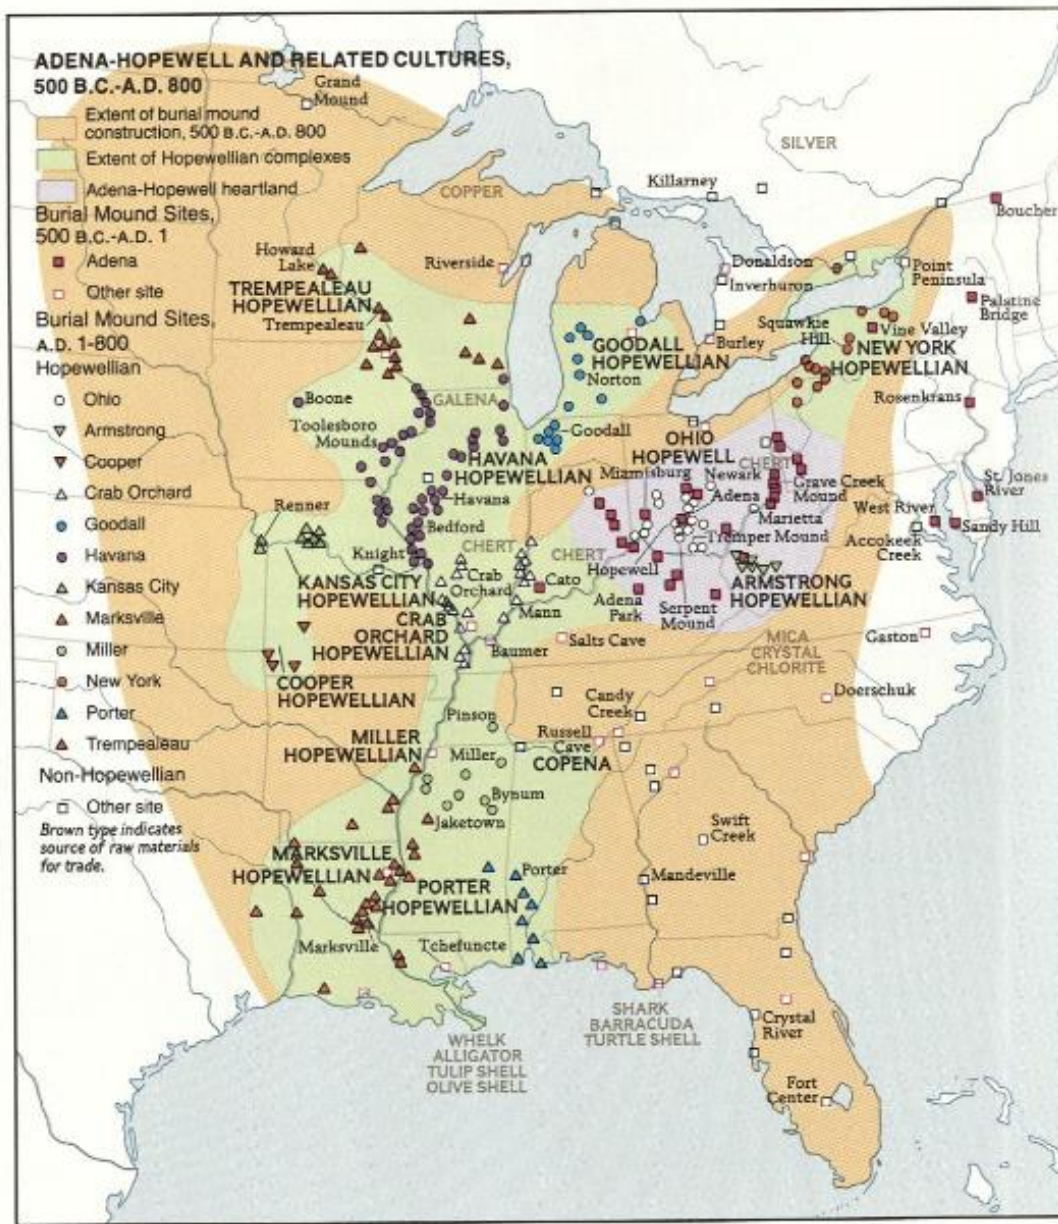 ADENA-HOPEWELL AND RELATED CULTURES,
500 B.C.-A.D. 800
Extent of burial mound
construction, 500 B.C.-A.D. 800
Extent of Hopewellian complexes
Adena-Hopewell heartland
Burial Mound Sites,
500 B.C.-A.D. 1
Adena
Other site
Burial Mound Sites,
A.D. 1-800
Hopewellian
Ohio
Armstrong
Cooper
Crab Orchard
Goodall
Havana
Kansas City
Marksville
Miller
New York
Porter
Trempealeau
Non-Hopewellian
Other site
Brown type indicates
source of raw materials
for trade.
Grand
Mound
SILVER
COPPER
Killarney
Boucher
Howard
Lake
Riverside
Donaldson
Inverhuron
Point
Peninsula
TREMPEALEAU
HOPEWELLIAN
Trempealeau
Palatine
Bridge
Squawkie
Hill
Vine Valley
Burley
GOODALL
HOPEWELLIAN
NEW YORK
HOPEWELLIAN
Norton
Boone
GALENA
Rosenkrans
Toolesboro
Mounds
Goodall
OHIO
HOPEWELL
HAVANA
HOPEWELLIAN
Miamisburg
Newark
CHERT
Grave Creek
Mound
St. Jones
River
Havana
Adena
Renner
Marietta
West River
Sandy Hill
Bedford
Tremper Mound
Accokeek
Creek
Knight
CHERT
CHERT
Hopewell
KANSAS CITY
HOPEWELLIAN
Crab
Orchard
Cato
ARMSTRONG
HOPEWELLIAN
Adena
Park
Serpent
Mound
CRAB
ORCHARD
HOPEWELLIAN
Mann
Baumer
Salts Cave
MICA
CRYSTAL
CHLORITE
Gaston
COOPER
HOPEWELLIAN
Doerschuk
Candy
Creek
Pinson
Russell
Cave
MILLER
HOPEWELLIAN
Miller
COPENA
Bynum
Jaketown
Swift
Creek
MARKSVILLE
HOPEWELLIAN
Porter
Mandeville
PORTER
HOPEWELLIAN
Marksville
Tchefuncte
SHARK
BARRACUDA
TURTLE SHELL
Crystal
River
WHELK
ALLIGATOR
TULIP SHELL
OLIVE SHELL
Fort
Center